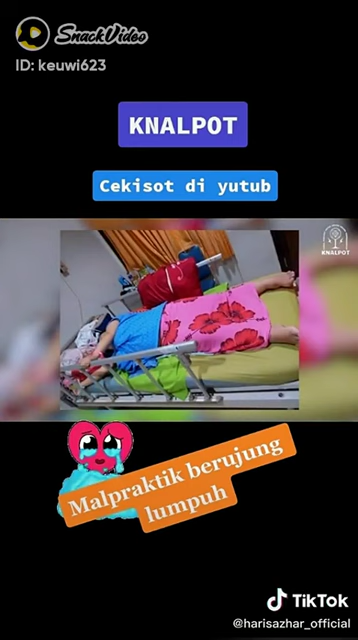 SnackVideo
ID: keuwi623
KNALPOT
Cekisot di yutub
KNALPOT
Malpraktik berujung
lumpuh
TikTok
@harisazhar_official